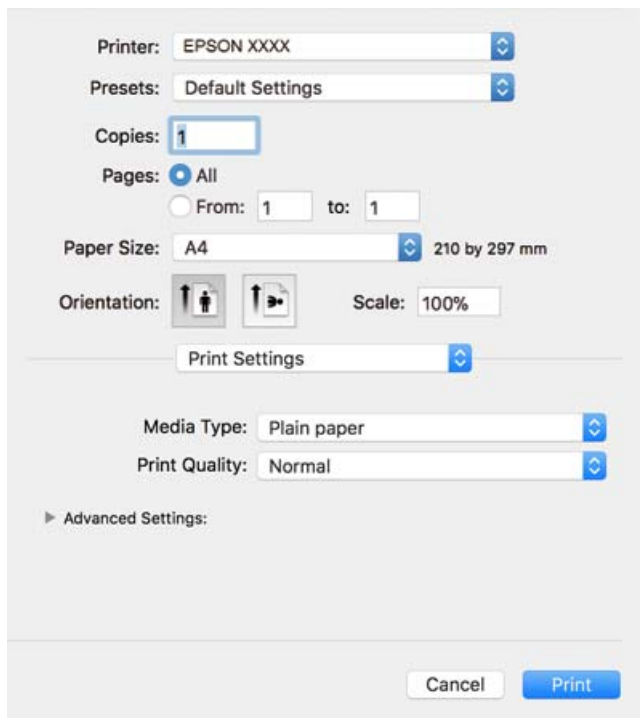 Printer: EPSON XXXX
Presets: Default Settings
Copies: 1
Pages: All
From: 1 to: 1
Paper Size: A4 210 by 297 mm
Orientation: Scale: 100%
Print Settings
Media Type: Plain paper
Print Quality: Normal
Advanced Settings:
Cancel Print